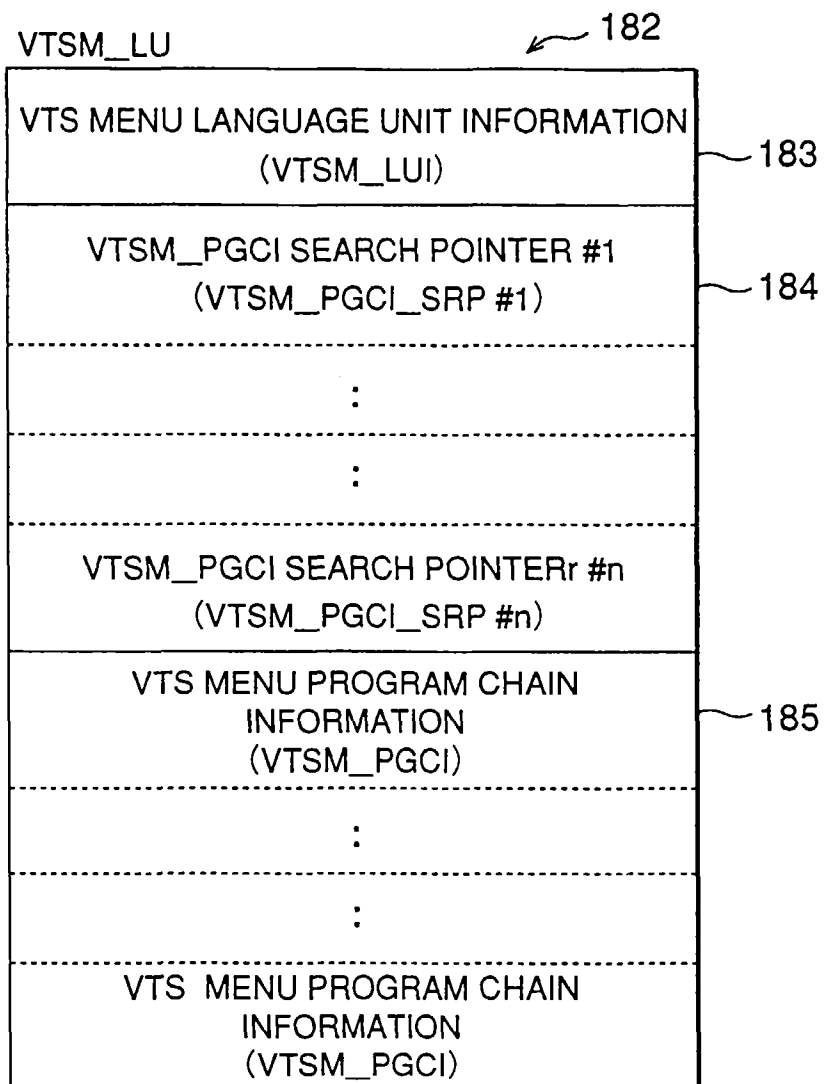 VTSM_LU
182
VTS MENU LANGUAGE UNIT INFORMATION
(VTSM_LUI)
183
VTSM_PGCI SEARCH POINTER #1
(VTSM_PGCI_SRP #1)
184
:
:
VTSM_PGCI SEARCH POINTERr #n
(VTSM_PGCI_SRP #n)
VTS MENU PROGRAM CHAIN
INFORMATION
(VTSM_PGCI)
185
:
:
VTS MENU PROGRAM CHAIN
INFORMATION
(VTSM_PGCI)